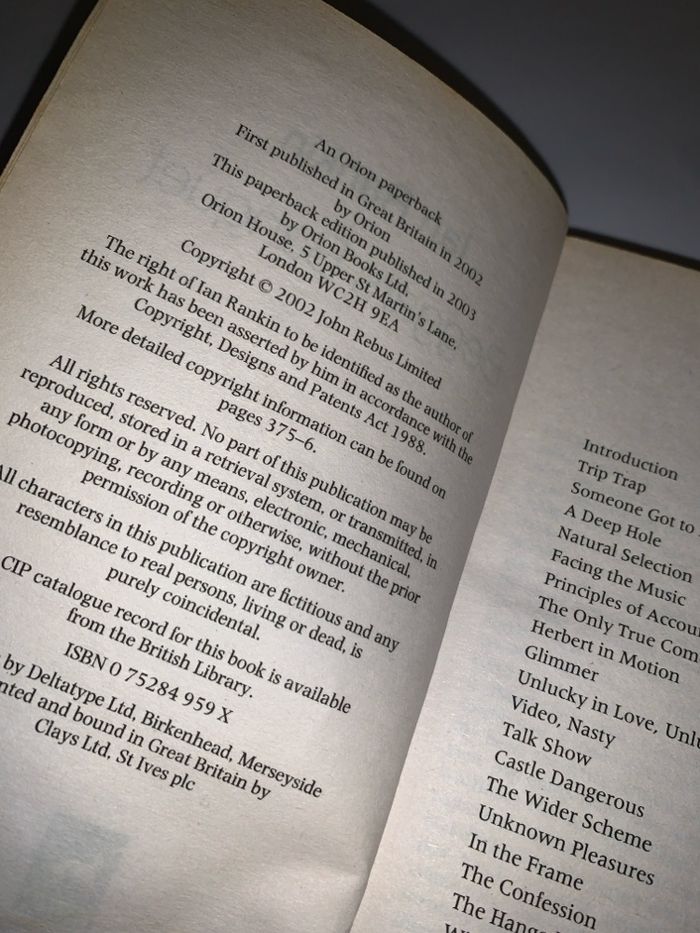 An Orion paperback
First published in Great Britain in 2002
by Orion
This paperback edition published in 2003
by Orion Books Ltd,
Orion House, 5 Upper St Martin's Lane,
London WC2H 9EA
Copyright © 2002 John Rebus Limited
The right of Ian Rankin to be identified as the author of
this work has been asserted by him in accordance with the
Copyright, Designs and Patents Act 1988.
More detailed copyright information can be found on
pages 375–6.
All rights reserved. No part of this publication may be
reproduced, stored in a retrieval system, or transmitted, in
any form or by any means, electronic, mechanical,
photocopying, recording or otherwise, without the prior
permission of the copyright owner.
All characters in this publication are fictitious and any
resemblance to real persons, living or dead, is
purely coincidental.
CIP catalogue record for this book is available
from the British Library.
ISBN 0 75284 959 X
by Deltatype Ltd, Birkenhead, Merseyside
nted and bound in Great Britain by
Clays Ltd, St Ives plc
Introduction
Trip Trap
Someone Got to
A Deep Hole
Natural Selection
Facing the Music
Principles of Accou
The Only True Com
Herbert in Motion
Glimmer
Unlucky in Love, Unlu
Video, Nasty
Talk Show
Castle Dangerous
The Wider Scheme
Unknown Pleasures
In the Frame
The Confession
The Hange